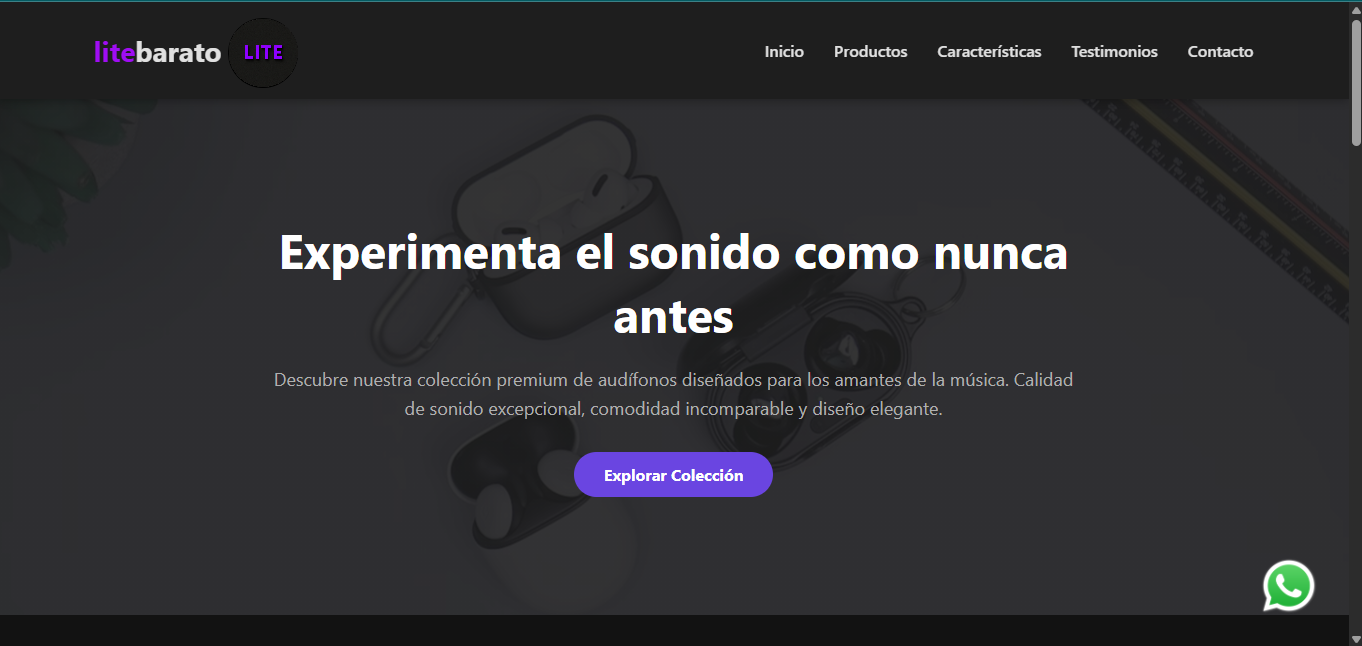 litebarato LITE
Inicio Productos Características Testimonios Contacto
Experimenta el sonido como nunca
antes
Descubre nuestra colección premium de audífonos diseñados para los amantes de la música. Calidad
de sonido excepcional, comodidad incomparable y diseño elegante.
Explorar Colección